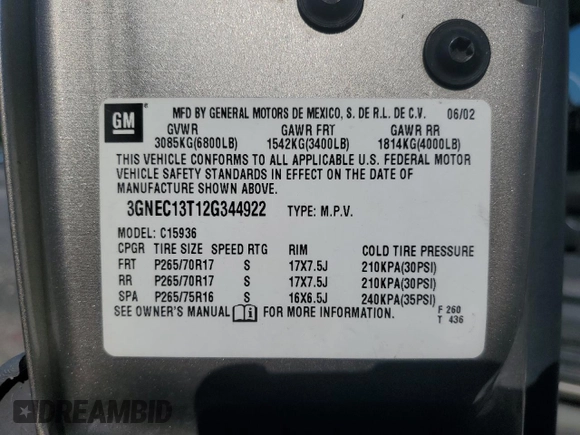 GM
MFD BY GENERAL MOTORS DE MEXICO, S. DE R.L. DE C.V. 06/02
GVWR GAWR FRT GAWR RR
3085KG(6800LB) 1542KG(3400LB) 1814KG(4000LB)
THIS VEHICLE CONFORMS TO ALL APPLICABLE U.S. FEDERAL MOTOR
VEHICLE SAFETY STANDARDS IN EFFECT ON THE DATE OF
MANUFACTURE SHOWN ABOVE.
3GNEC13T12G344922 TYPE: M.P.V.
MODEL: C15936
CPGR TIRE SIZE SPEED RTG RIM COLD TIRE PRESSURE
FRT P265/70R17 S 17X7.5J 210KPA(30PSI)
RR P265/70R17 S 17X7.5J 210KPA(30PSI)
SPA P265/75R16 S 16X6.5J 240KPA(35PSI)
SEE OWNER'S MANUAL FOR MORE INFORMATION.
F 260
T 436
DREAMBID